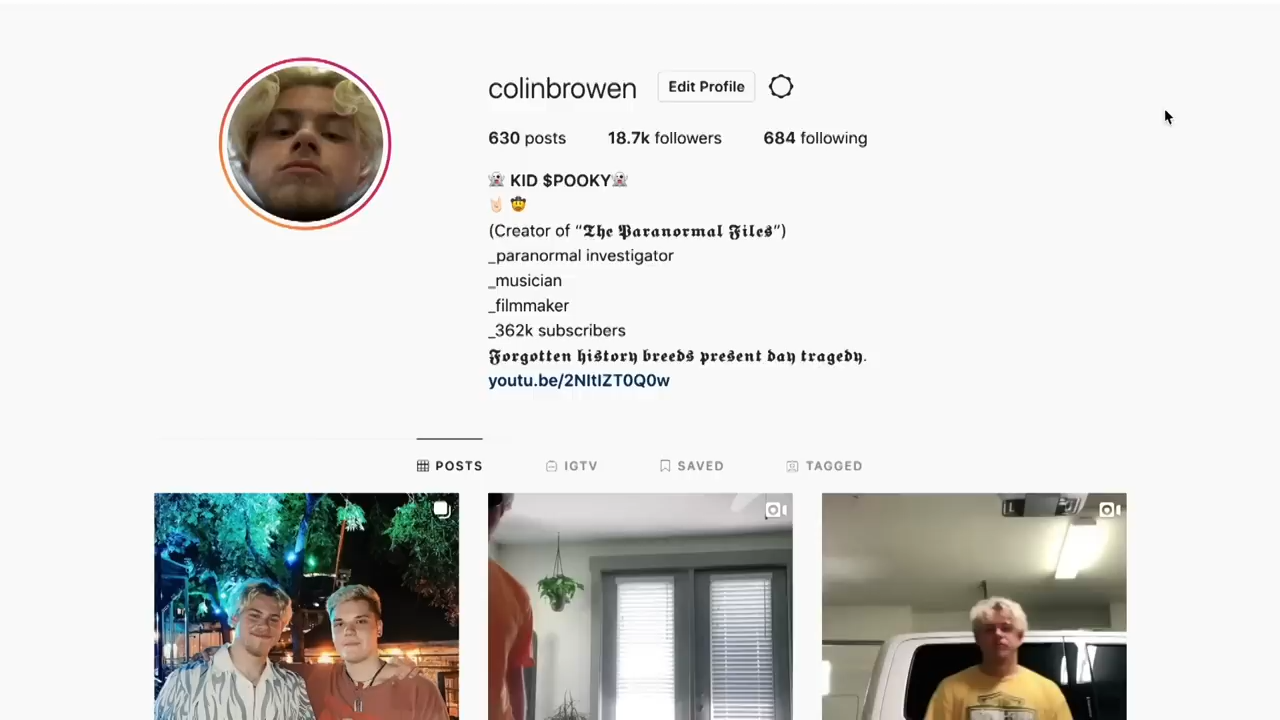 colinbrowen Edit Profile
630 posts 18.7k followers 684 following
👻 KID $POOKY👻
🤘🏻 🤠
(Creator of “𝕿𝖍𝖊 𝕻𝖆𝖗𝖆𝖓𝖔𝖗𝖒𝖆𝖑 𝕱𝖎𝖑𝖊𝖘”)
_paranormal investigator
_musician
_filmmaker
_362k subscribers
𝕱𝖔𝖗𝖌𝖔𝖙𝖙𝖊𝖓 𝖍𝖎𝖘𝖙𝖔𝖗𝖞 𝖇𝖗𝖊𝖊𝖉𝖘 𝖕𝖗𝖊𝖘𝖊𝖓𝖙 𝖉𝖆𝖞 𝖙𝖗𝖆𝖌𝖊𝖉𝖞.
youtu.be/2NItIZT0Q0w
POSTS IGTV SAVED TAGGED